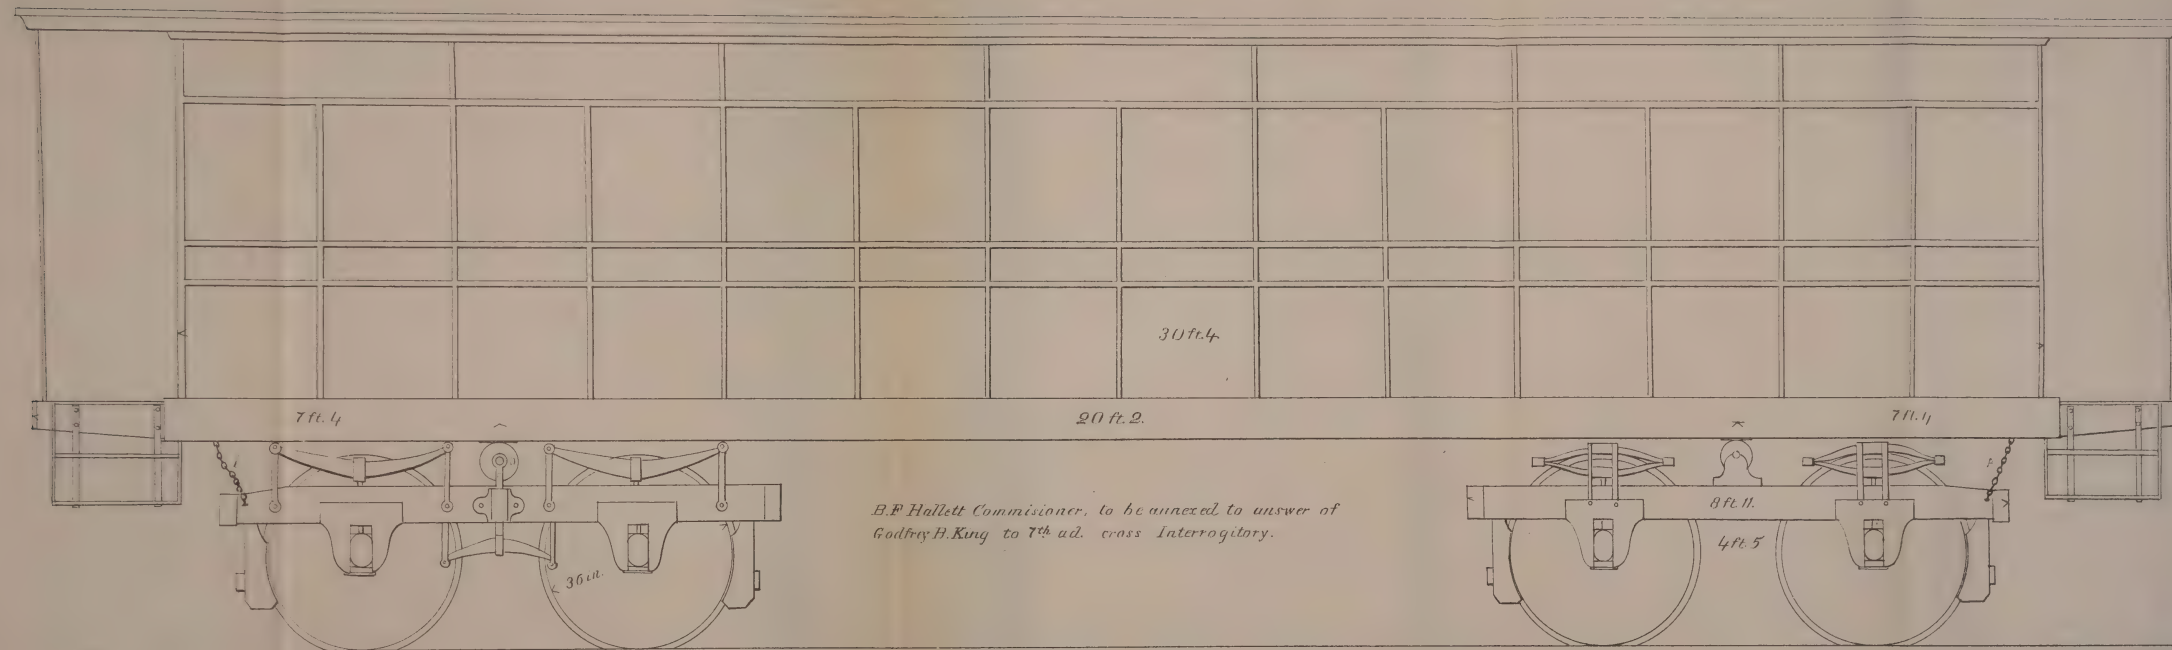 30 ft. 4
7 ft. 4
20 ft. 2.
7 ft. 4
B. F Hallett Commisioner, to be annexed to answer of
Godfrey B. King to 7th ad. cross Interrogitory.
8 ft. 11.
4 ft. 5
36 in.